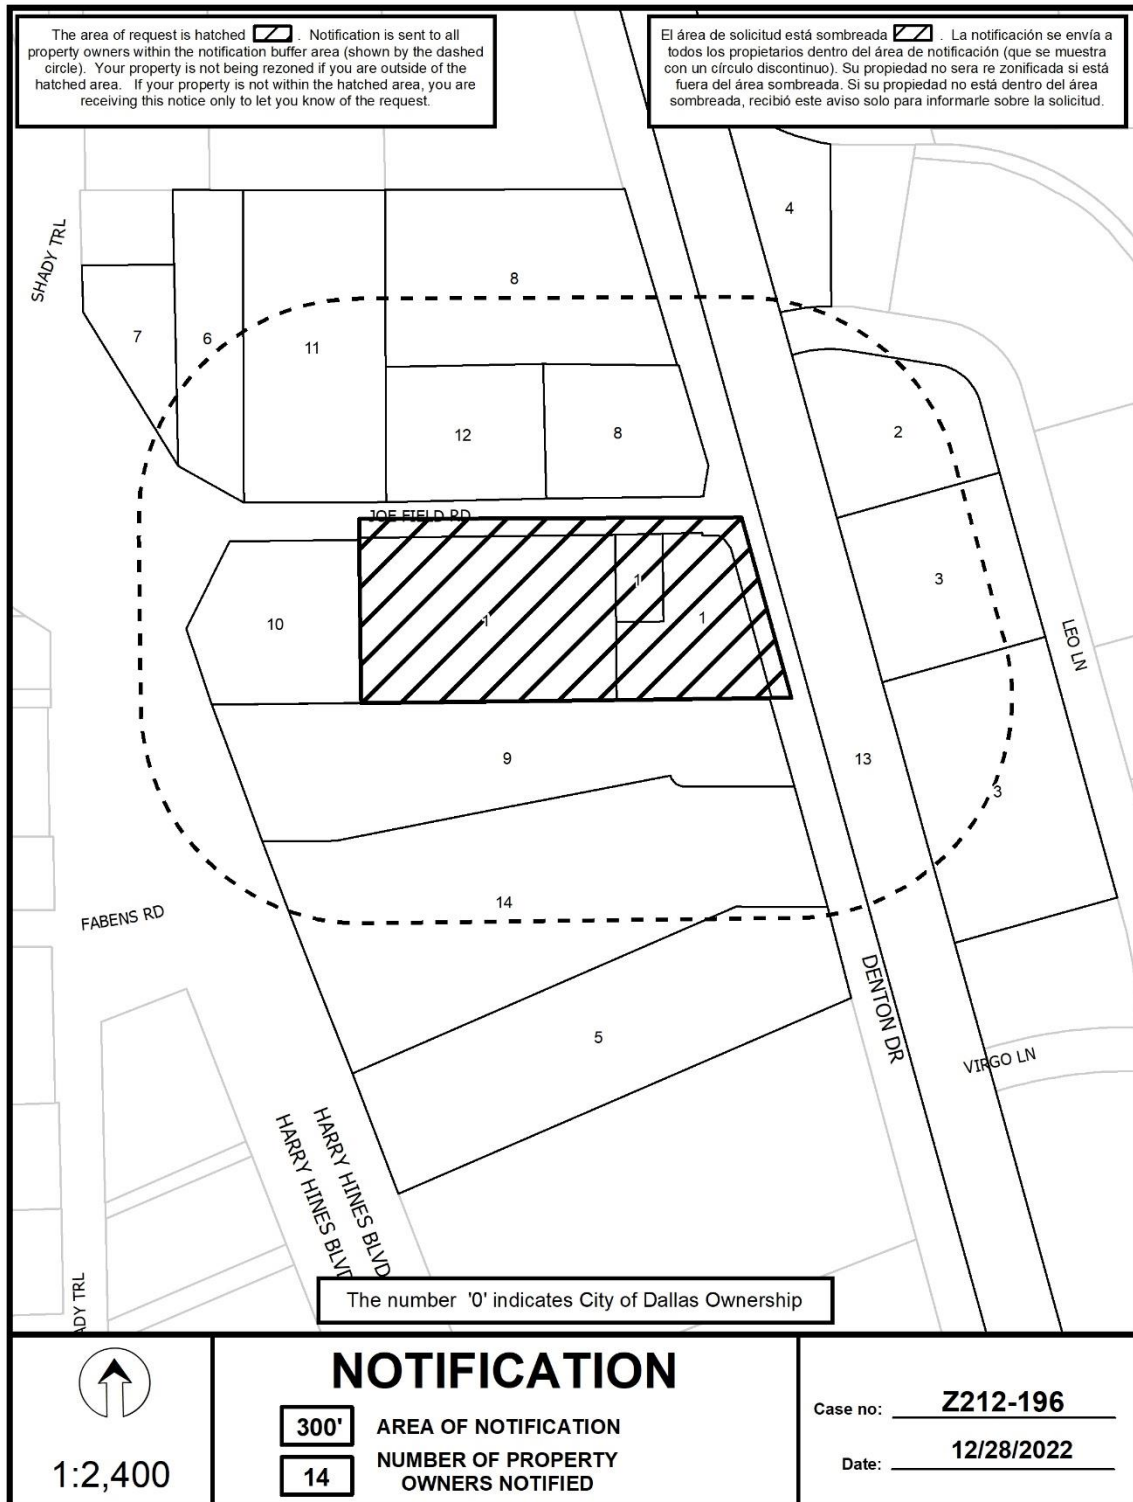 The area of request is hatched . Notification is sent to all
property owners within the notification buffer area (shown by the dashed
circle). Your property is not being rezoned if you are outside of the
hatched area. If your property is not within the hatched area, you are
receiving this notice only to let you know of the request.
El área de solicitud está sombreada . La notificación se envía a
todos los propietarios dentro del área de notificación (que se muestra
con un círculo discontinuo). Su propiedad no sera re zonificada si está
fuera del área sombreada. Si su propiedad no está dentro del área
sombreada, recibió este aviso solo para informarle sobre la solicitud.
4
SHADY TRL
8
7
6
11
12
8
2
JOE FIELD RD
3
1
10
1
1
LEO LN
9
13
3
14
FABENS RD
DENTON DR
5
VIRGO LN
HARRY HINES BLVD
HARRY HINES BLVD
ADY TRL
The number '0' indicates City of Dallas Ownership
1:2,400
NOTIFICATION
300' AREA OF NOTIFICATION
14 NUMBER OF PROPERTY
OWNERS NOTIFIED
Case no: Z212-196
Date: 12/28/2022